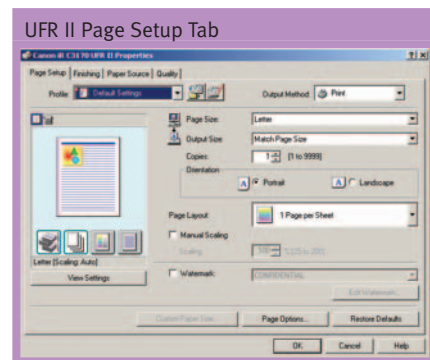 UFR II Page Setup Tab
Canon iR C3170 UFR II Properties
Page Setup Finishing Paper Source Quality
Profile: Default Settings Output Method: Print
Page Size: Letter
Output Size: Match Page Size
Copies: 1 [1 to 9999]
Orientation
A Portrait A Landscape
Page Layout: 1 Page per Sheet
Manual Scaling
Scaling:
Letter [Scaling: Auto]
View Settings
Watermark: CONFIDENTIAL
Edit Watermark...
Custom Paper Size... Page Options... Restore Defaults
OK Cancel Help